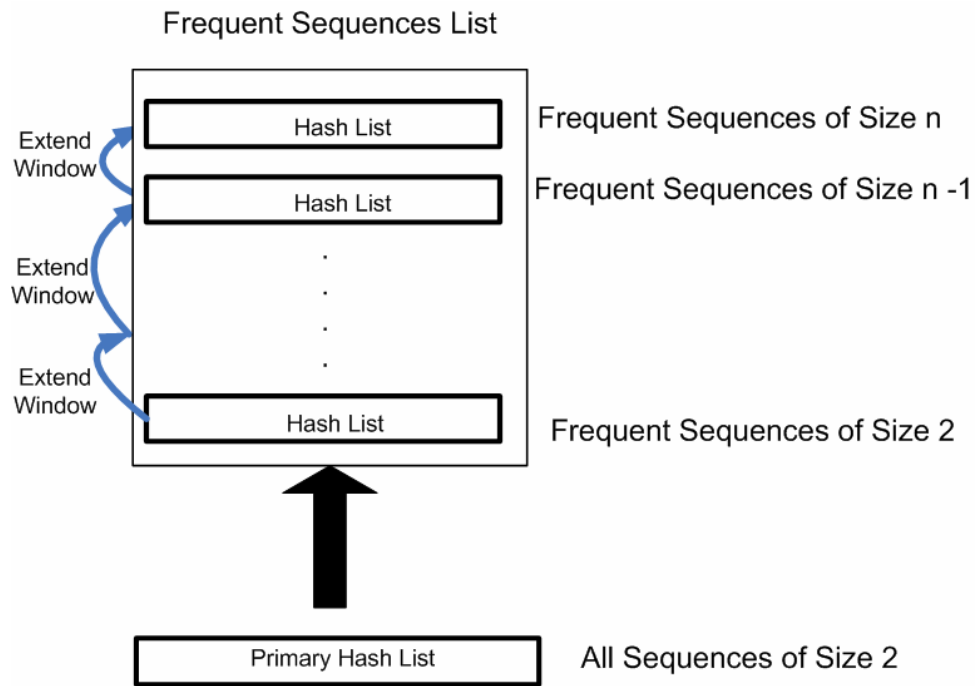 Frequent Sequences List
Hash List
Frequent Sequences of Size n
Extend
Window
Hash List
Frequent Sequences of Size n -1
Extend
Window
Extend
Window
Hash List
Frequent Sequences of Size 2
Primary Hash List
All Sequences of Size 2